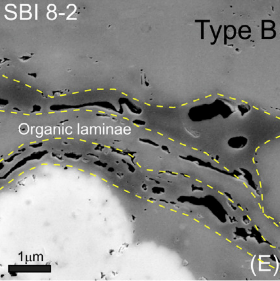 SBI 8-2
Type B
Organic laminae
1μm
(E)